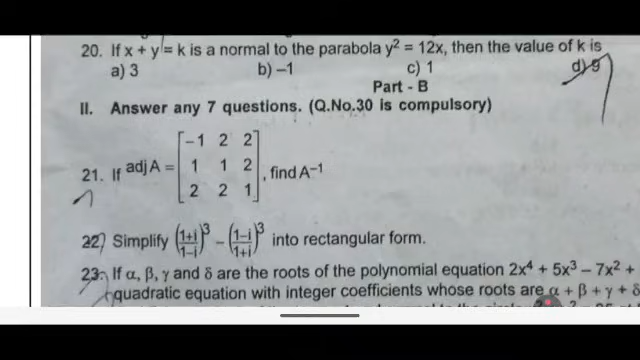 20. If x + y = k is a normal to the parabola y² = 12x, then the value of k is
a) 3 b) –1 c) 1 d) 9
Part - B
II. Answer any 7 questions. (Q.No.30 is compulsory)
21. If adj A = [–1 2 2
1 1 2
2 2 1], find A⁻¹
22) Simplify (1+i/1–i)³ – (1–i/1+i)³ into rectangular form.
23. If α, β, γ and δ are the roots of the polynomial equation 2x⁴ + 5x³ – 7x² +
quadratic equation with integer coefficients whose roots are α + β + γ + δ